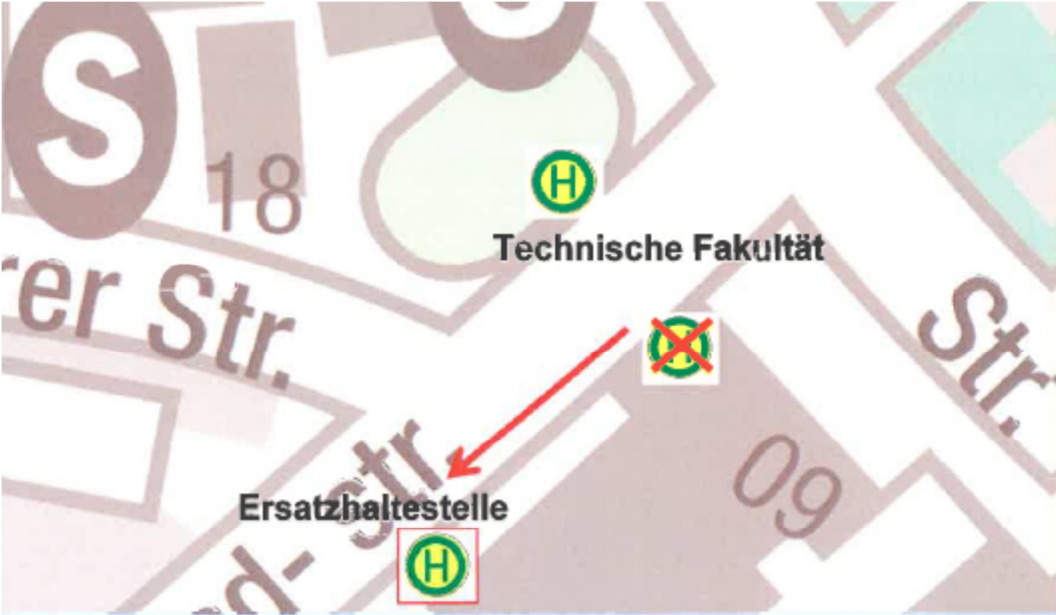 S
18
H
Technische Fakultät
rer Str.
H
Str.
str.
09
Ersatzhaltestelle
d-
H